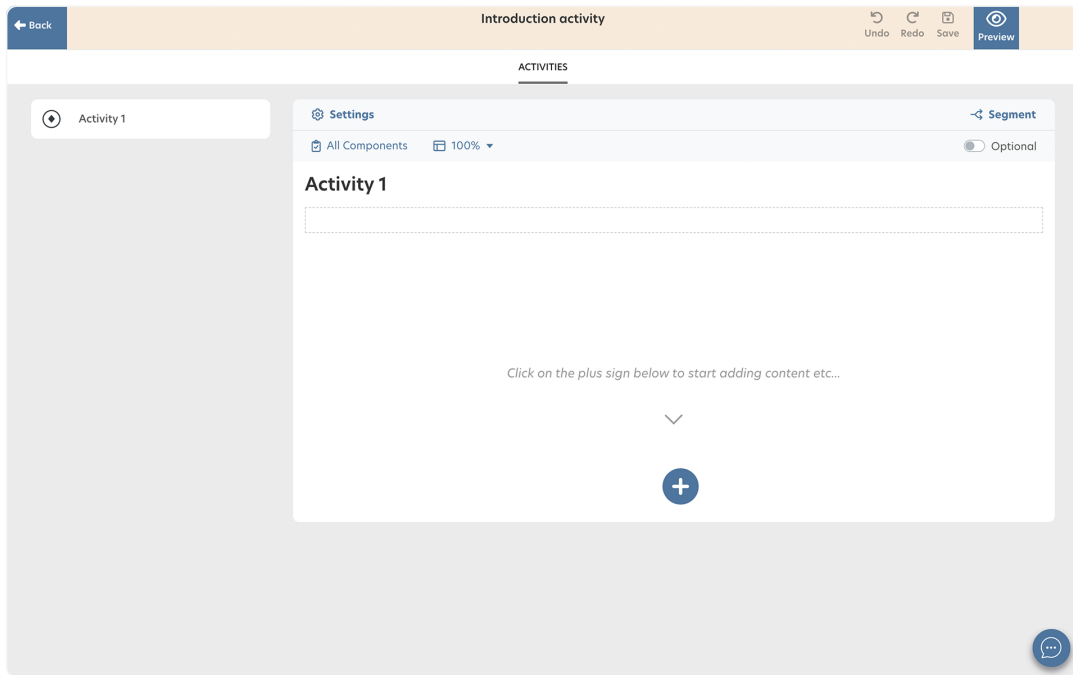 Back
Introduction activity
Undo Redo Save Preview
ACTIVITIES
Activity 1
Settings
Segment
All Components
100%
Optional
Activity 1
Click on the plus sign below to start adding content etc...